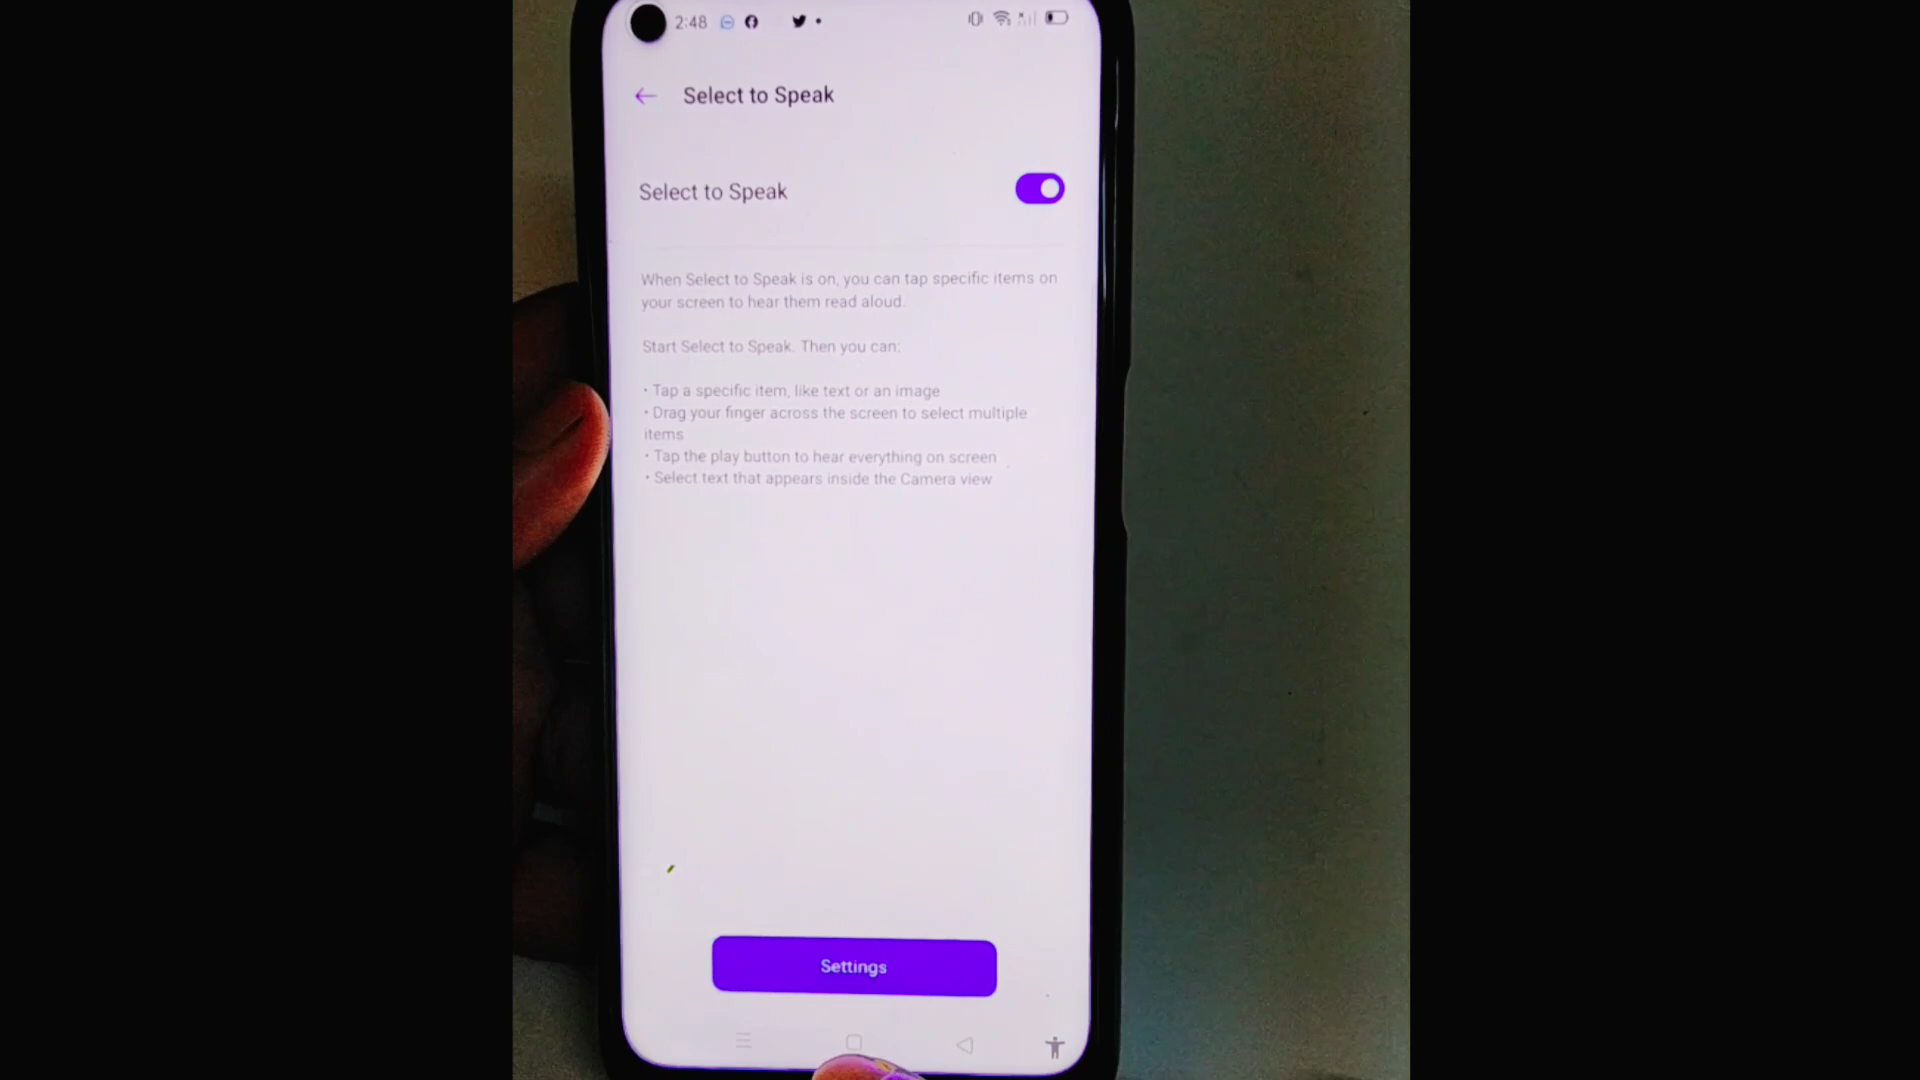 2:48
Select to Speak
Select to Speak
When Select to Speak is on, you can tap specific items on
your screen to hear them read aloud.
Start Select to Speak. Then you can:
• Tap a specific item, like text or an image
• Drag your finger across the screen to select multiple
items
• Tap the play button to hear everything on screen
• Select text that appears inside the Camera view
Settings